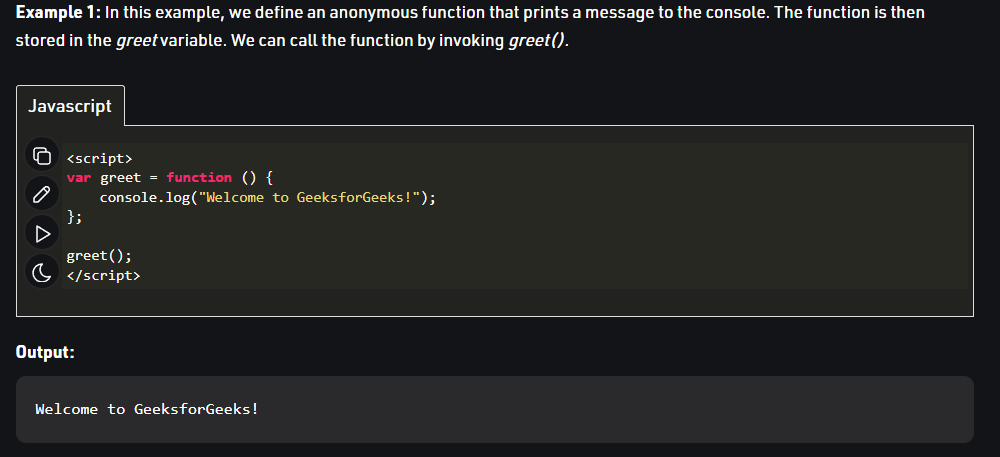 Example 1: In this example, we define an anonymous function that prints a message to the console. The function is then
stored in the greet variable. We can call the function by invoking greet().
Javascript
<script>
var greet = function () {
    console.log("Welcome to GeeksforGeeks!");
};
greet();
</script>
Output:
Welcome to GeeksforGeeks!